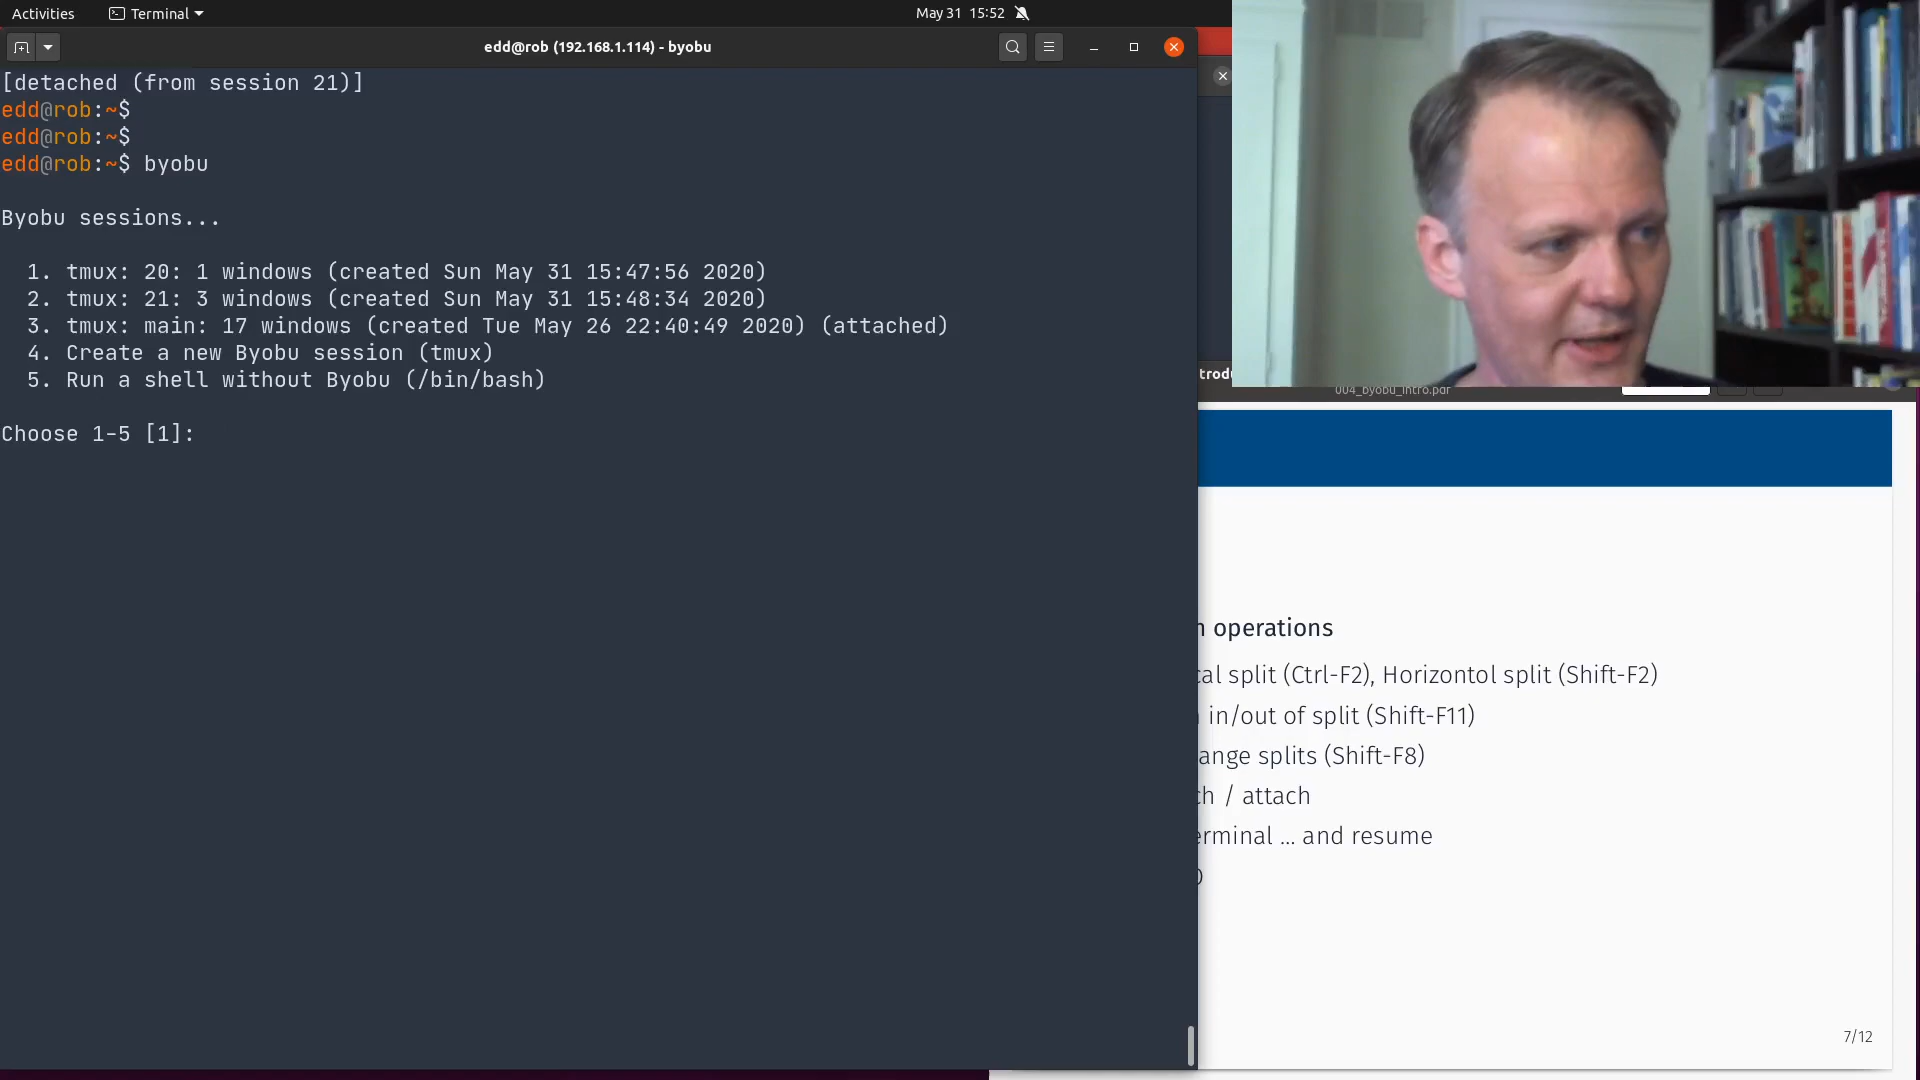 Activities
Terminal
May 31 15:52
edd@rob (192.168.1.114) - byobu
[detached (from session 21)]
edd@rob:~$
edd@rob:~$
edd@rob:~$ byobu
Byobu sessions...
1. tmux: 20: 1 windows (created Sun May 31 15:47:56 2020)
2. tmux: 21: 3 windows (created Sun May 31 15:48:34 2020)
3. tmux: main: 17 windows (created Tue May 26 22:40:49 2020) (attached)
4. Create a new Byobu session (tmux)
5. Run a shell without Byobu (/bin/bash)
Choose 1-5 [1]:
trodu
004_byobu_intro.pdf
n operations
cal split (Ctrl-F2), Horizontol split (Shift-F2)
in/out of split (Shift-F11)
ange splits (Shift-F8)
ch / attach
erminal ... and resume
7/12